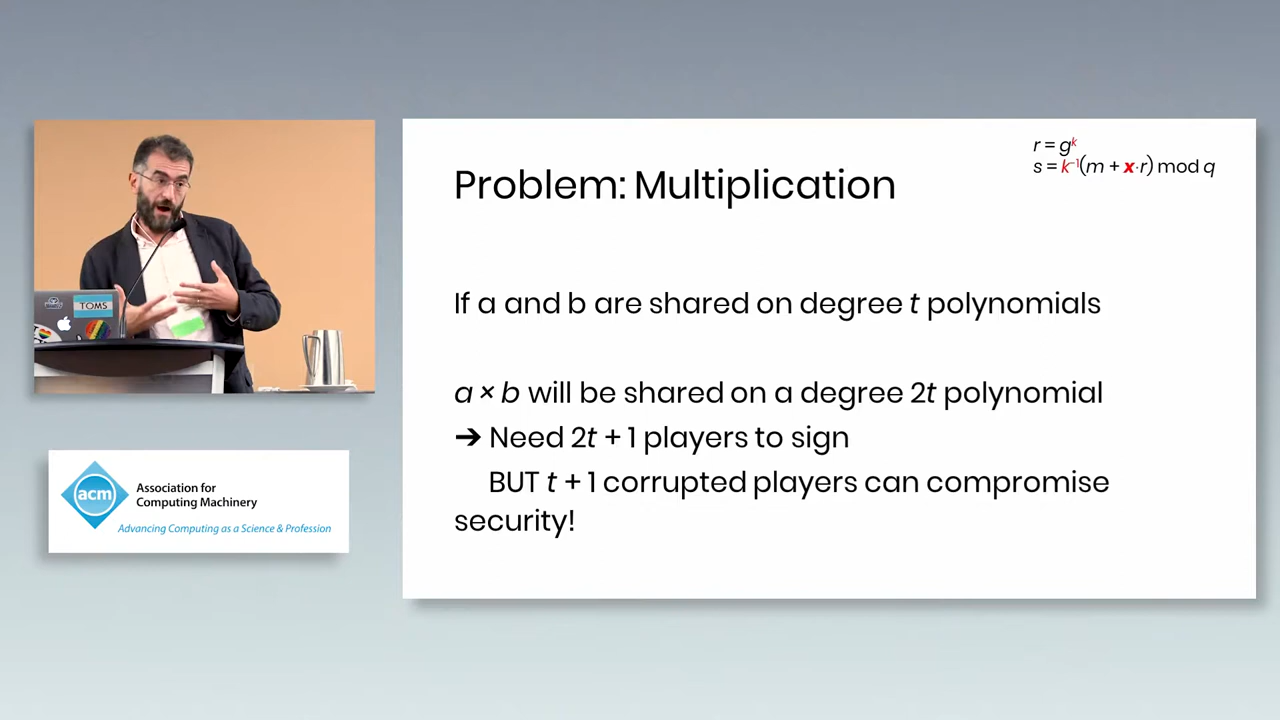 r = gᵏ
s = k⁻¹(m + x·r) mod q
Problem: Multiplication
If a and b are shared on degree t polynomials
a × b will be shared on a degree 2t polynomial
➔ Need 2t + 1 players to sign
BUT t + 1 corrupted players can compromise
security!
TOMS
acm
Association for
Computing Machinery
Advancing Computing as a Science & Profession